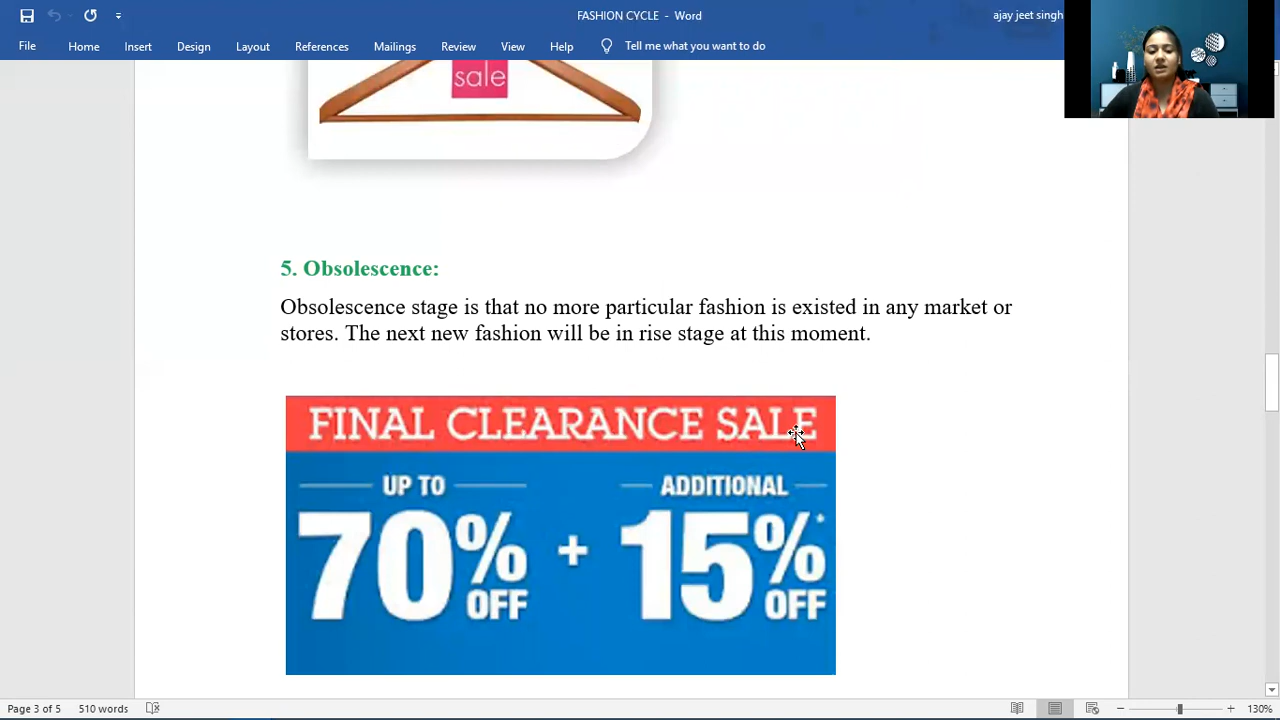 FASHION CYCLE - Word
ajay jeet singh
File Home Insert Design Layout References Mailings Review View Help Tell me what you want to do
sale
5. Obsolescence:
Obsolescence stage is that no more particular fashion is existed in any market or
stores. The next new fashion will be in rise stage at this moment.
FINAL CLEARANCE SALE
UP TO
70% OFF
+
ADDITIONAL
15%* OFF
Page 3 of 5 510 words 130%